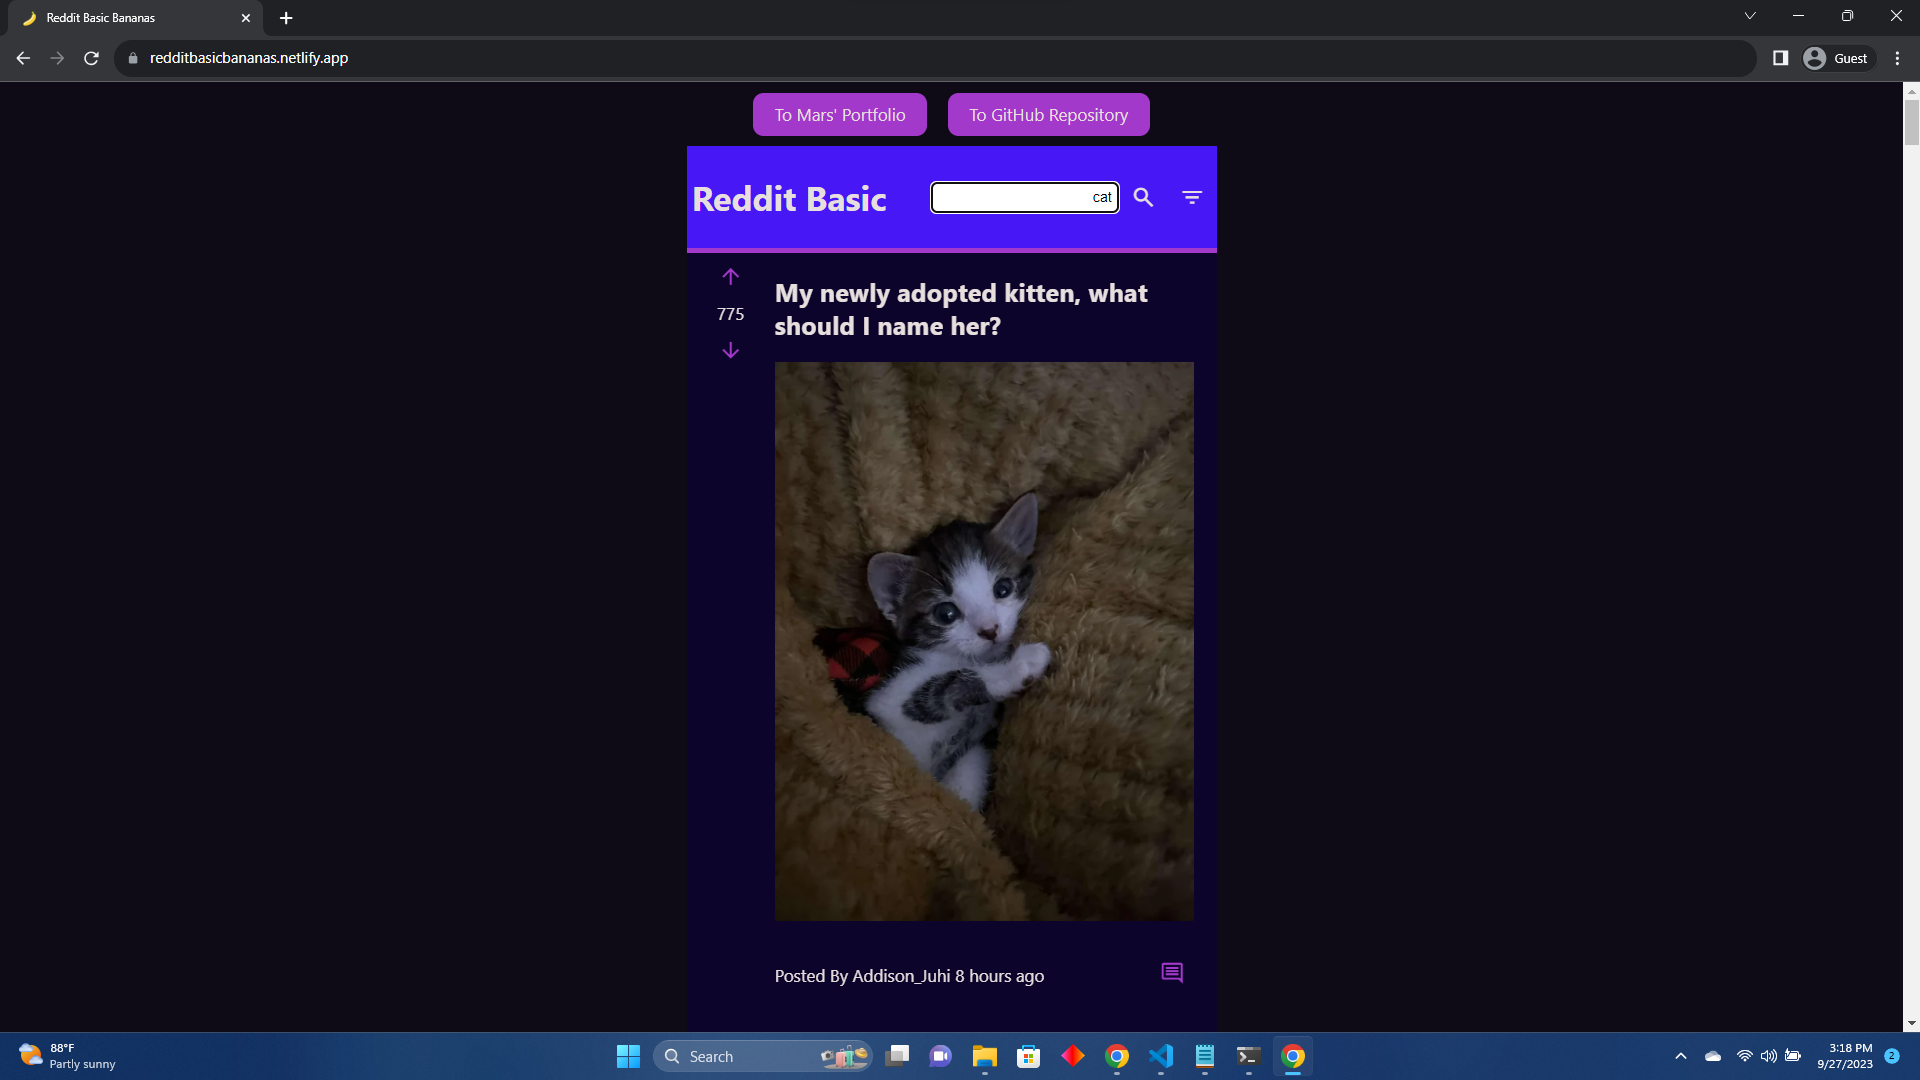 Reddit Basic Bananas
redditbasicbananas.netlify.app
Guest
To Mars' Portfolio
To GitHub Repository
Reddit Basic
cat
775
My newly adopted kitten, what
should I name her?
Posted By Addison_Juhi 8 hours ago
88°F
Partly sunny
Search
3:18 PM
9/27/2023
2